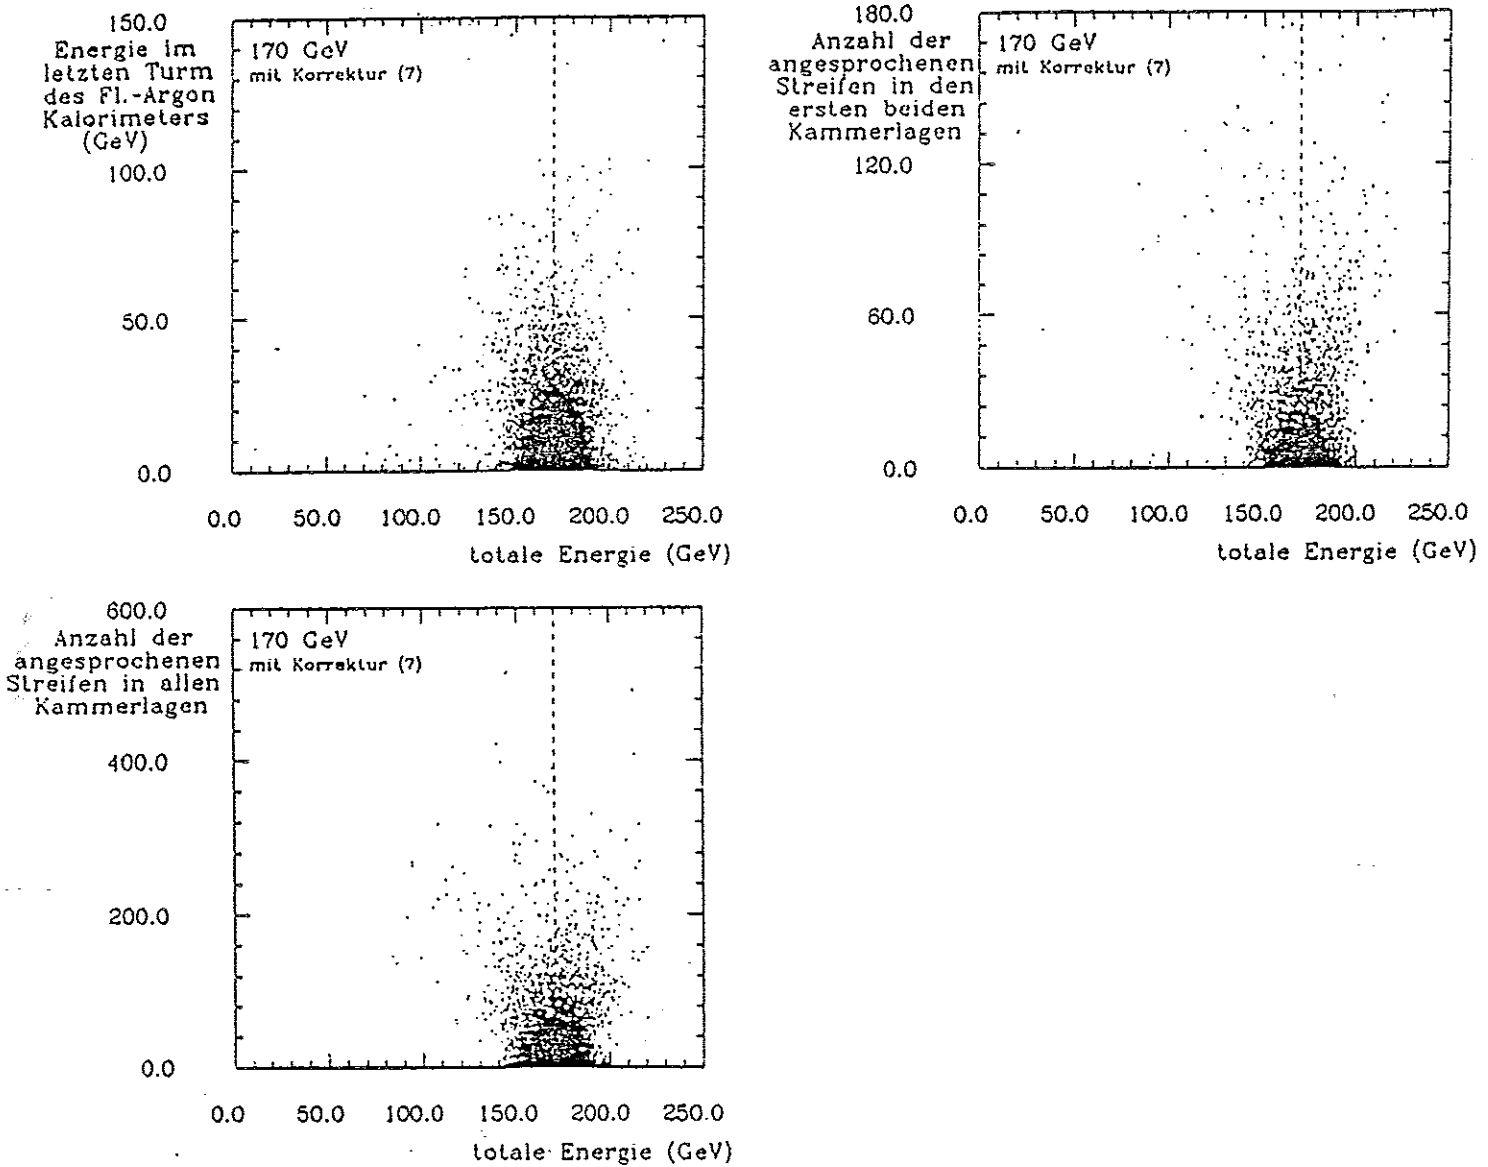 150.0
Energie im
letzten Turm
des Fl.-Argon
Kalorimeters
(GeV)
100.0
50.0
0.0
170 GeV
mit Korrektur (7)
0.0 50.0 100.0 150.0 200.0 250.0
totale Energie (GeV)
180.0
Anzahl der
angesprochenen
Streifen in den
ersten beiden
Kammerlagen
120.0
60.0
0.0
170 GeV
mit Korrektur (7)
0.0 50.0 100.0 150.0 200.0 250.0
totale Energie (GeV)
600.0
Anzahl der
angesprochenen
Streifen in allen
Kammerlagen
400.0
200.0
0.0
170 GeV
mit Korrektur (7)
0.0 50.0 100.0 150.0 200.0 250.0
totale Energie (GeV)